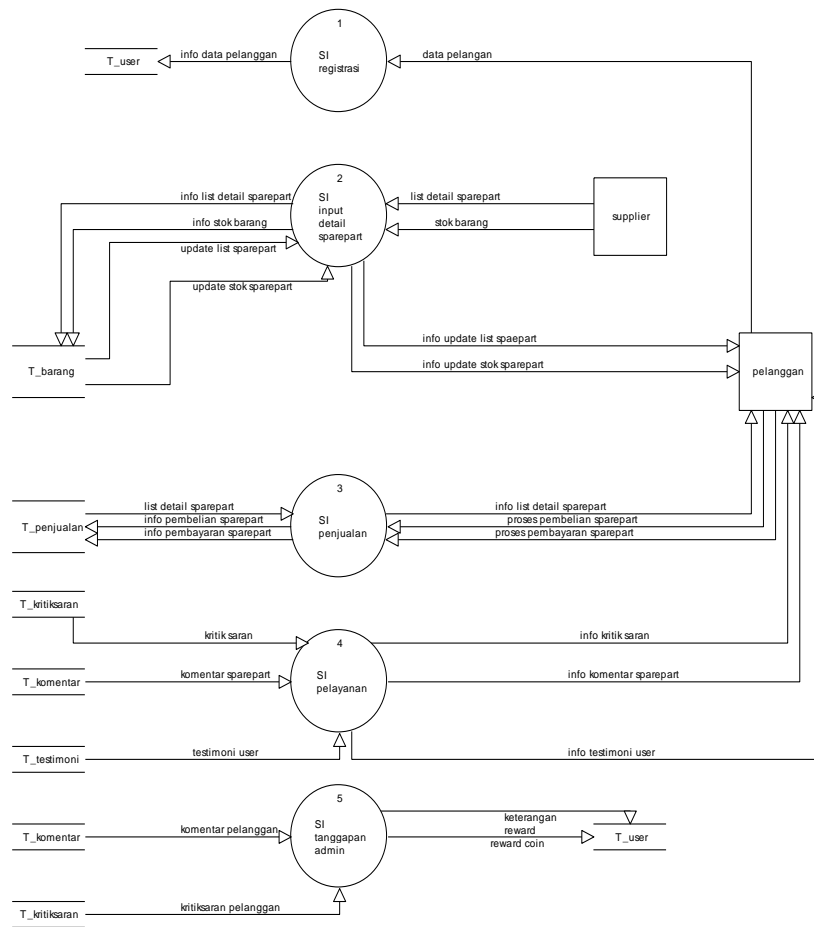 1
SI
registrasi
T_user
info data pelanggan
data pelangan
2
SI
input
detail
sparepart
info list detail sparepart
list detail sparepart
info stok barang
stok barang
supplier
update list sparepart
update stok sparepart
info update list spaepart
info update stok sparepart
T_barang
pelanggan
3
SI
penjualan
T_penjualan
list detail sparepart
info pembelian sparepart
info pembayaran sparepart
info list detail sparepart
proses pembelian sparepart
proses pembayaran sparepart
T_kritiksaran
kritik saran
4
SI
pelayanan
info kritik saran
T_komentar
komentar sparepart
info komentar sparepart
T_testimoni
testimoni user
info testimoni user
5
SI
tanggapan
admin
T_komentar
komentar pelanggan
keterangan
reward
reward coin
T_user
T_kritiksaran
kritiksaran pelanggan